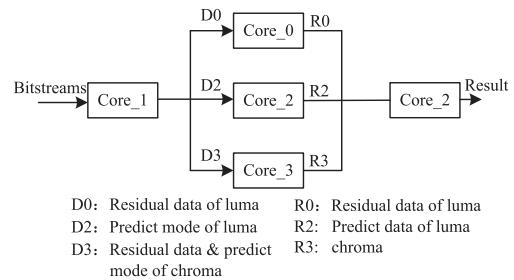 D0
Core_0
R0
Bitstreams
Core_1
D2
Core_2
R2
Core_2
Result
D3
Core_3
R3
D0: Residual data of luma
D2: Predict mode of luma
D3: Residual data & predict
mode of chroma
R0: Residual data of luma
R2: Predict data of luma
R3: chroma